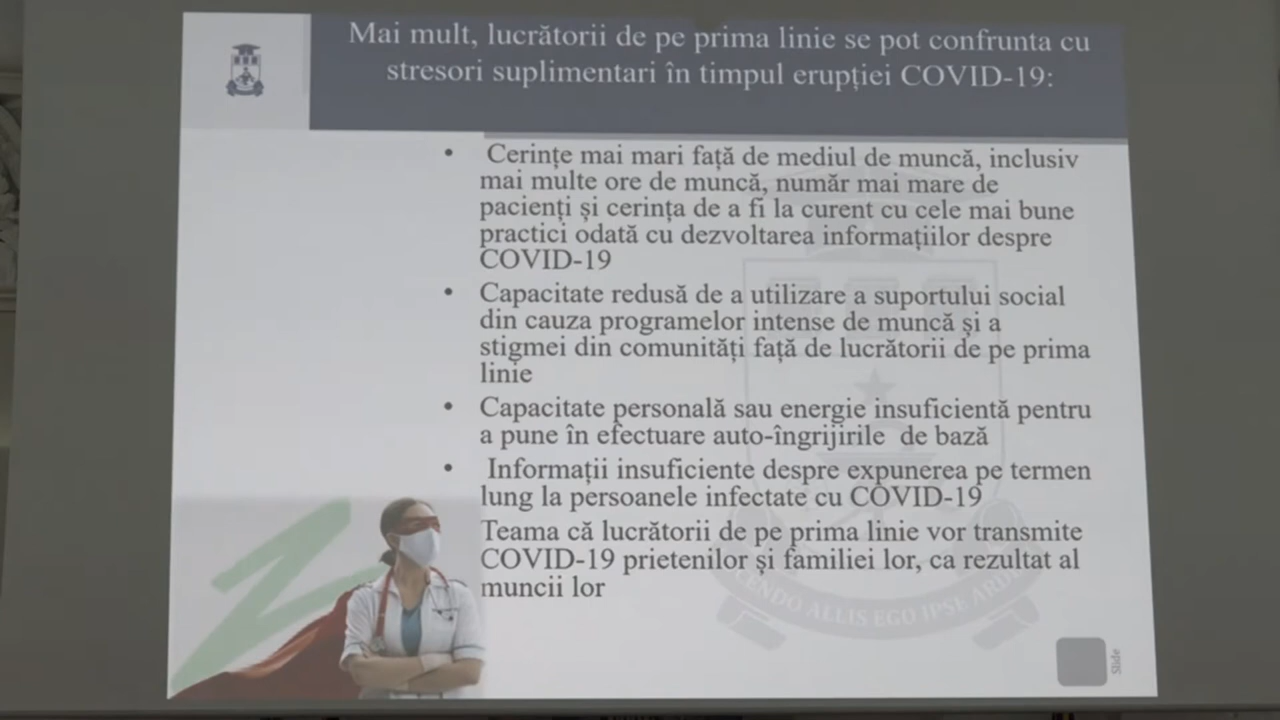 Mai mult, lucrătorii de pe prima linie se pot confrunta cu
stresori suplimentari în timpul erupției COVID-19:
• Cerințe mai mari față de mediul de muncă, inclusiv
mai multe ore de muncă, număr mai mare de
pacienți și cerința de a fi la curent cu cele mai bune
practici odată cu dezvoltarea informațiilor despre
COVID-19
• Capacitate redusă de a utilizare a suportului social
din cauza programelor intense de muncă și a
stigmei din comunități față de lucrătorii de pe prima
linie
• Capacitate personală sau energie insuficientă pentru
a pune în efectuare auto-îngrijirile de bază
• Informații insuficiente despre expunerea pe termen
lung la persoanele infectate cu COVID-19
Teama că lucrătorii de pe prima linie vor transmite
COVID-19 prietenilor și familiei lor, ca rezultat al
muncii lor
ALLIS EGO IPSE
Slide